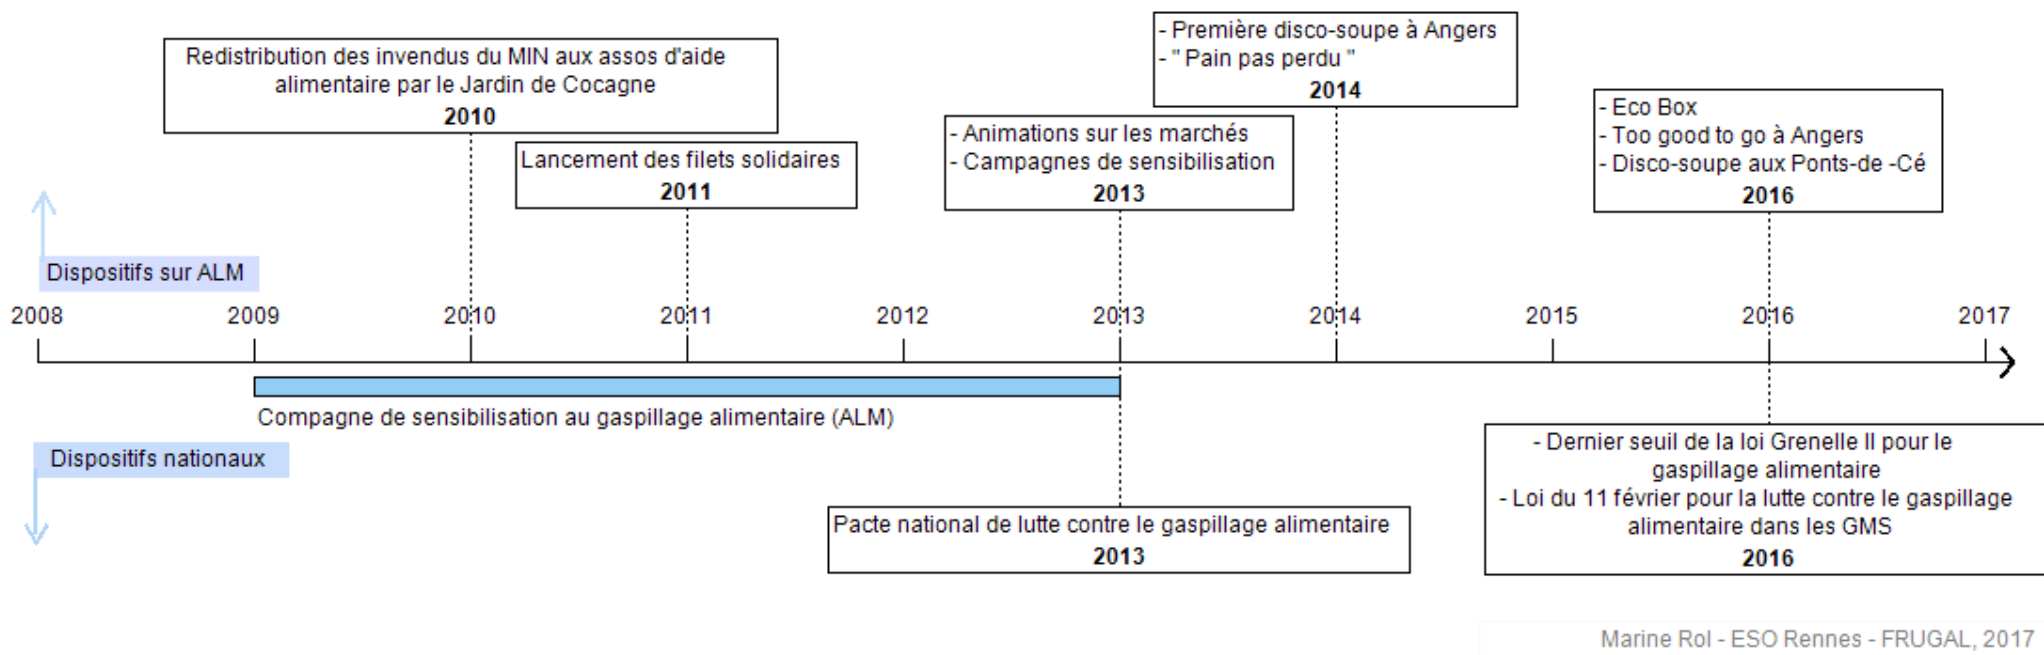 Redistribution des invendus du MIN aux assos d'aide
alimentaire par le Jardin de Cocagne
2010
Lancement des filets solidaires
2011
- Animations sur les marchés
- Campagnes de sensibilisation
2013
- Première disco-soupe à Angers
- " Pain pas perdu "
2014
- Eco Box
- Too good to go à Angers
- Disco-soupe aux Ponts-de -Cé
2016
Dispositifs sur ALM
2008 2009 2010 2011 2012 2013 2014 2015 2016 2017
Compagne de sensibilisation au gaspillage alimentaire (ALM)
Dispositifs nationaux
Pacte national de lutte contre le gaspillage alimentaire
2013
- Dernier seuil de la loi Grenelle II pour le
gaspillage alimentaire
- Loi du 11 février pour la lutte contre le gaspillage
alimentaire dans les GMS
2016
Marine Rol - ESO Rennes - FRUGAL, 2017